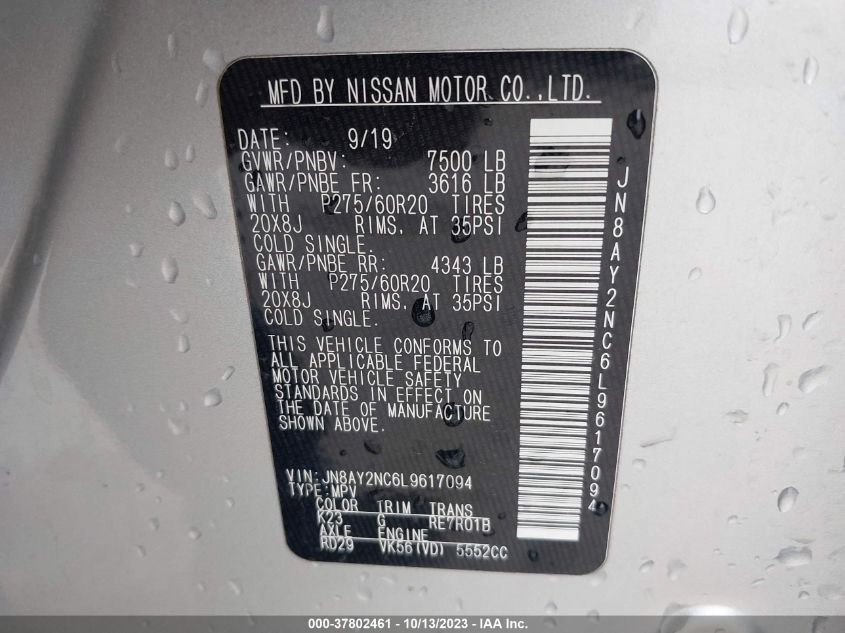 MFD BY NISSAN MOTOR CO.,LTD.
DATE: 9/19
GVWR/PNBV: 7500 LB
GAWR/PNBE FR: 3616 LB
WITH P275/60R20 TIRES
20X8J RIMS, AT 35PSI
COLD SINGLE.
GAWR/PNBE RR: 4343 LB
WITH P275/60R20 TIRES
20X8J RIMS, AT 35PSI
COLD SINGLE.
THIS VEHICLE CONFORMS TO
ALL APPLICABLE FEDERAL
MOTOR VEHICLE SAFETY
STANDARDS IN EFFECT ON
THE DATE OF MANUFACTURE
SHOWN ABOVE.
VIN: JN8AY2NC6L9617094
TYPE: MPV
COLOR TRIM TRANS
K23 G RE7R01B
AXLE ENGINE
RD29 VK56(VD) 5552CC
JN8AY2NC6L9617094
000-37802461 - 10/13/2023 - IAA Inc.